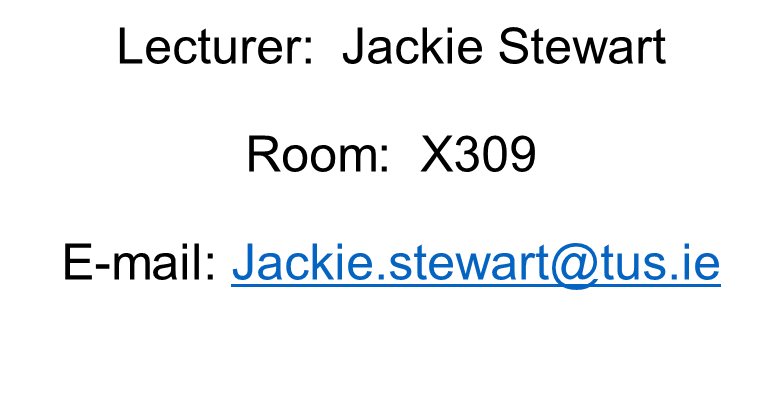 Lecturer:  Jackie Stewart
Room:  X309
E-mail: Jackie.stewart@tus.ie